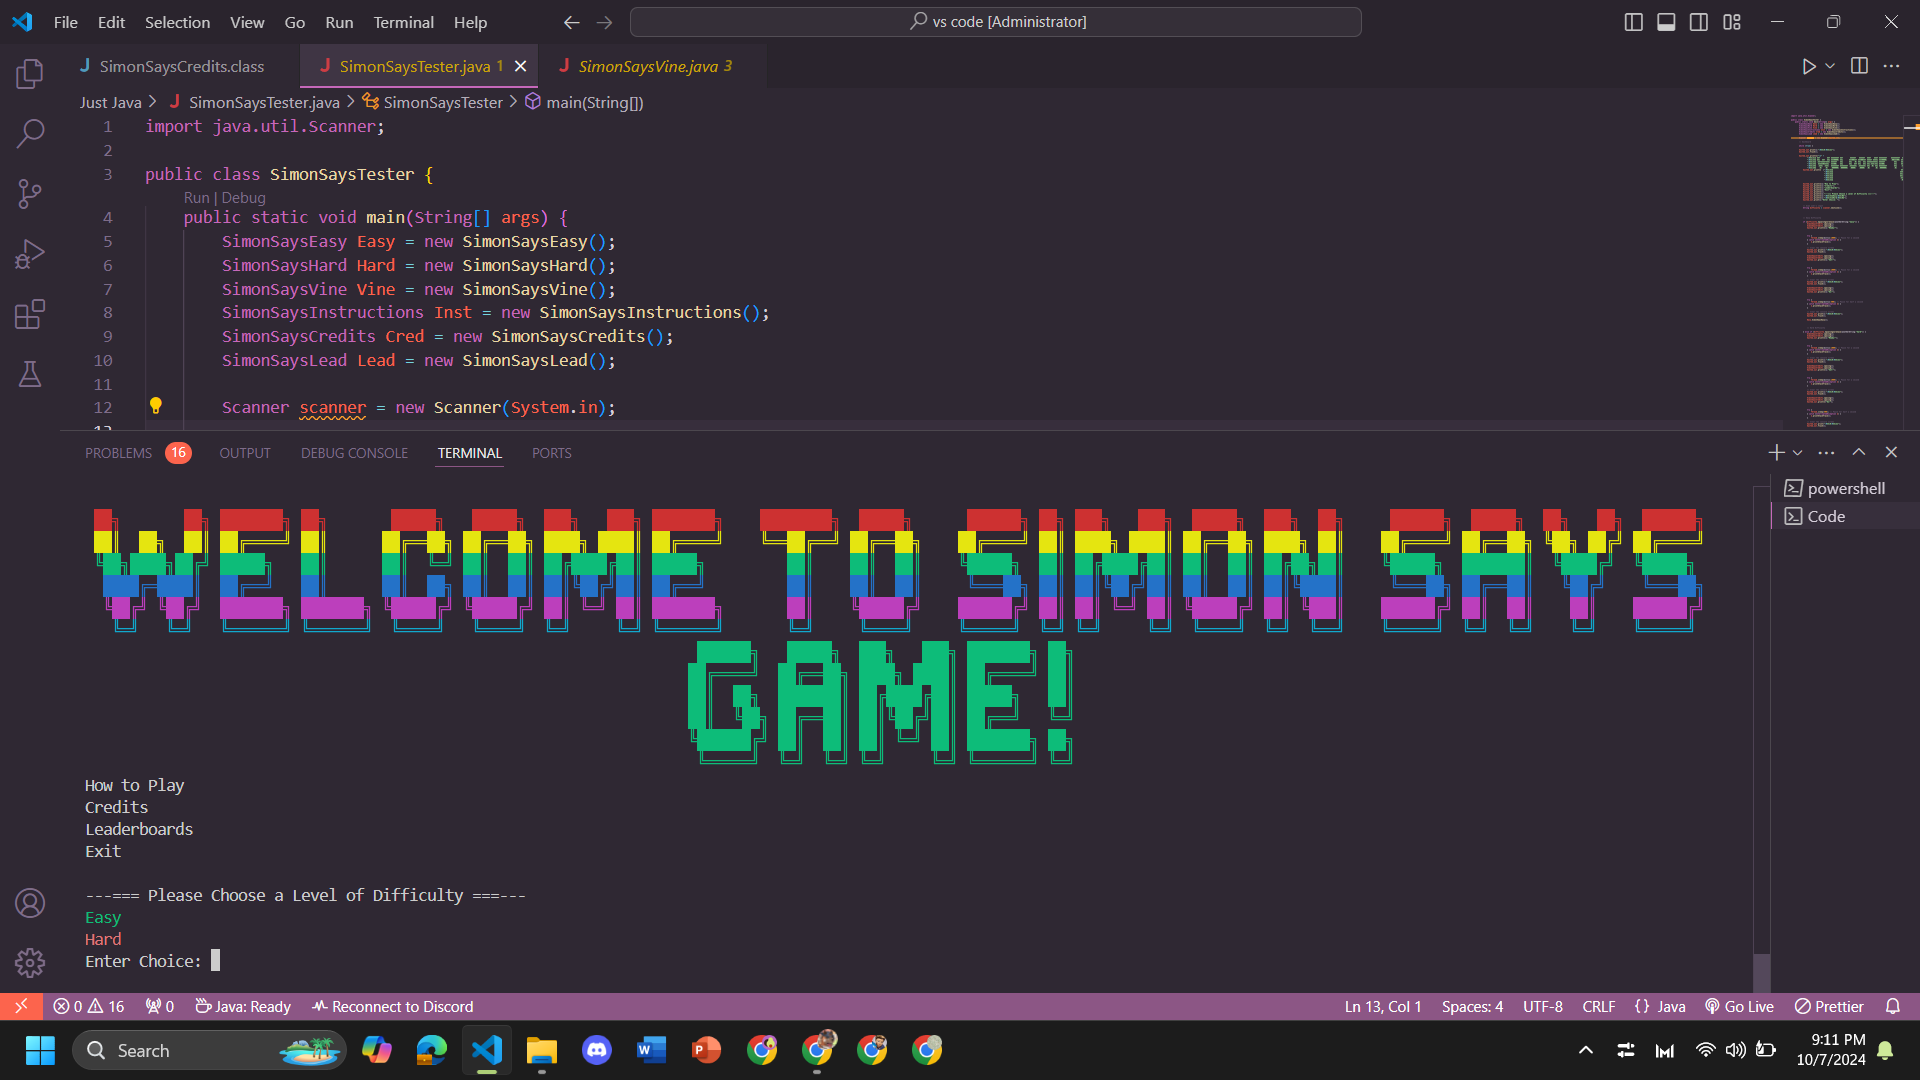 File Edit Selection View Go Run Terminal Help
vs code [Administrator]
SimonSaysCredits.class
SimonSaysTester.java 1
SimonSaysVine.java 3
Just Java > SimonSaysTester.java > SimonSaysTester > main(String[])
1 import java.util.Scanner;
2
3 public class SimonSaysTester {
Run | Debug
4 public static void main(String[] args) {
5 SimonSaysEasy Easy = new SimonSaysEasy();
6 SimonSaysHard Hard = new SimonSaysHard();
7 SimonSaysVine Vine = new SimonSaysVine();
8 SimonSaysInstructions Inst = new SimonSaysInstructions();
9 SimonSaysCredits Cred = new SimonSaysCredits();
10 SimonSaysLead Lead = new SimonSaysLead();
11
12 Scanner scanner = new Scanner(System.in);
13
PROBLEMS 16 OUTPUT DEBUG CONSOLE TERMINAL PORTS
powershell
Code
WELCOME TO SIMON SAYS
GAME!
How to Play
Credits
Leaderboards
Exit
---=== Please Choose a Level of Difficulty ===---
Easy
Hard
Enter Choice:
0 16 0 Java: Ready Reconnect to Discord Ln 13, Col 1 Spaces: 4 UTF-8 CRLF {} Java Go Live Prettier
Search
9:11 PM
10/7/2024